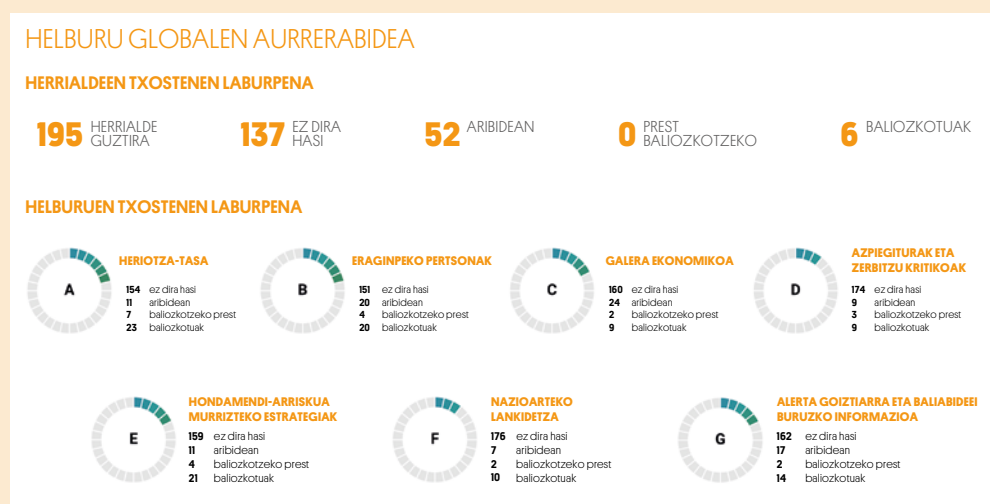 HELBURU GLOBALEN AURRERABIDEA
HERRIALDEEN TXOSTENEN LABURPENA
195 HERRIALDE
GUZTIRA
137 EZ DIRA
HASI
52 ARIBIDEAN
0 PREST
BALIOZKOTZEKO
6 BALIOZKOTUAK
HELBURUEN TXOSTENEN LABURPENA
A
HERIOTZA-TASA
154 ez dira hasi
11 aribidean
7 baliozkotzeko prest
23 baliozkotuak
B
ERAGINPEKO PERTSONAK
151 ez dira hasi
20 aribidean
4 baliozkotzeko prest
20 baliozkotuak
C
GALERA EKONOMIKOA
160 ez dira hasi
24 aribidean
2 baliozkotzeko prest
9 baliozkotuak
D
AZPIEGITURAK ETA
ZERBITZU KRITIKOAK
174 ez dira hasi
9 aribidean
3 baliozkotzeko prest
9 baliozkotuak
E
HONDAMENDI-ARRISKUA
MURRIZTEKO ESTRATEGIAK
159 ez dira hasi
11 aribidean
4 baliozkotzeko prest
21 baliozkotuak
F
NAZIOARTEKO
LANKIDETZA
176 ez dira hasi
7 aribidean
2 baliozkotzeko prest
10 baliozkotuak
G
ALERTA GOIZTIARRA ETA BALIABIDEEI
BURUZKO INFORMAZIOA
162 ez dira hasi
17 aribidean
2 baliozkotzeko prest
14 baliozkotuak